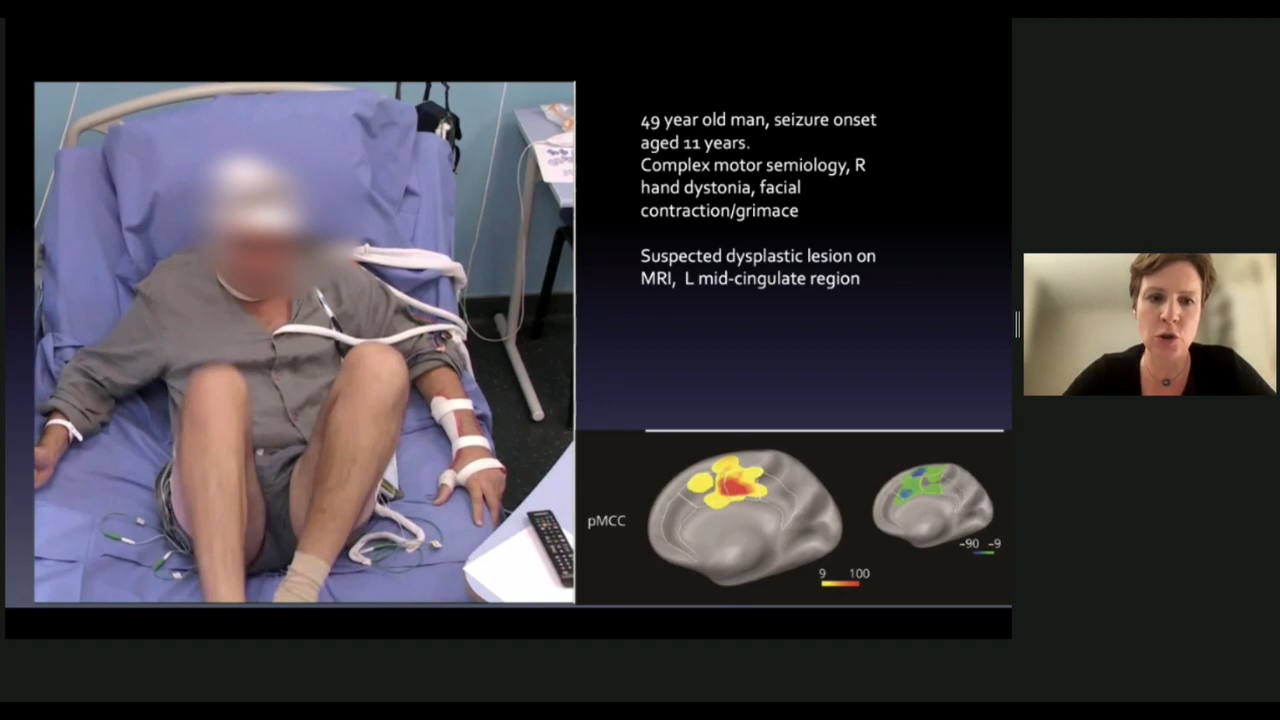 49 year old man, seizure onset
aged 11 years.
Complex motor semiology, R
hand dystonia, facial
contraction/grimace
Suspected dysplastic lesion on
MRI,  L mid-cingulate region
pMCC
9 100
−90 −9